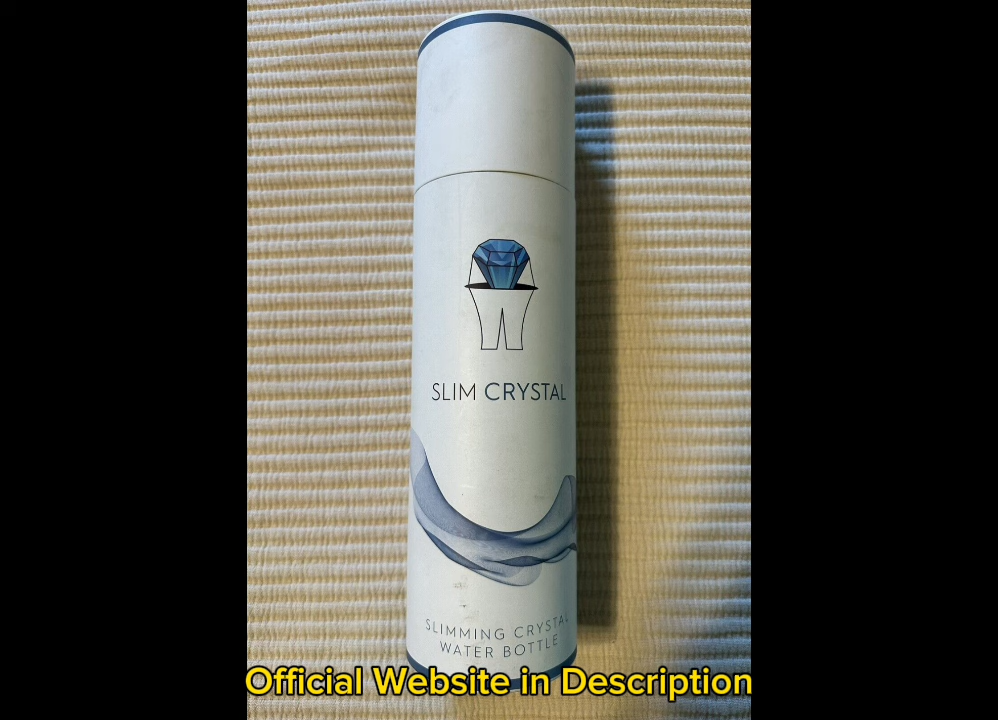 SLIM CRYSTAL
SLIMMING CRYSTAL
WATER BOTTLE
Official Website in Description